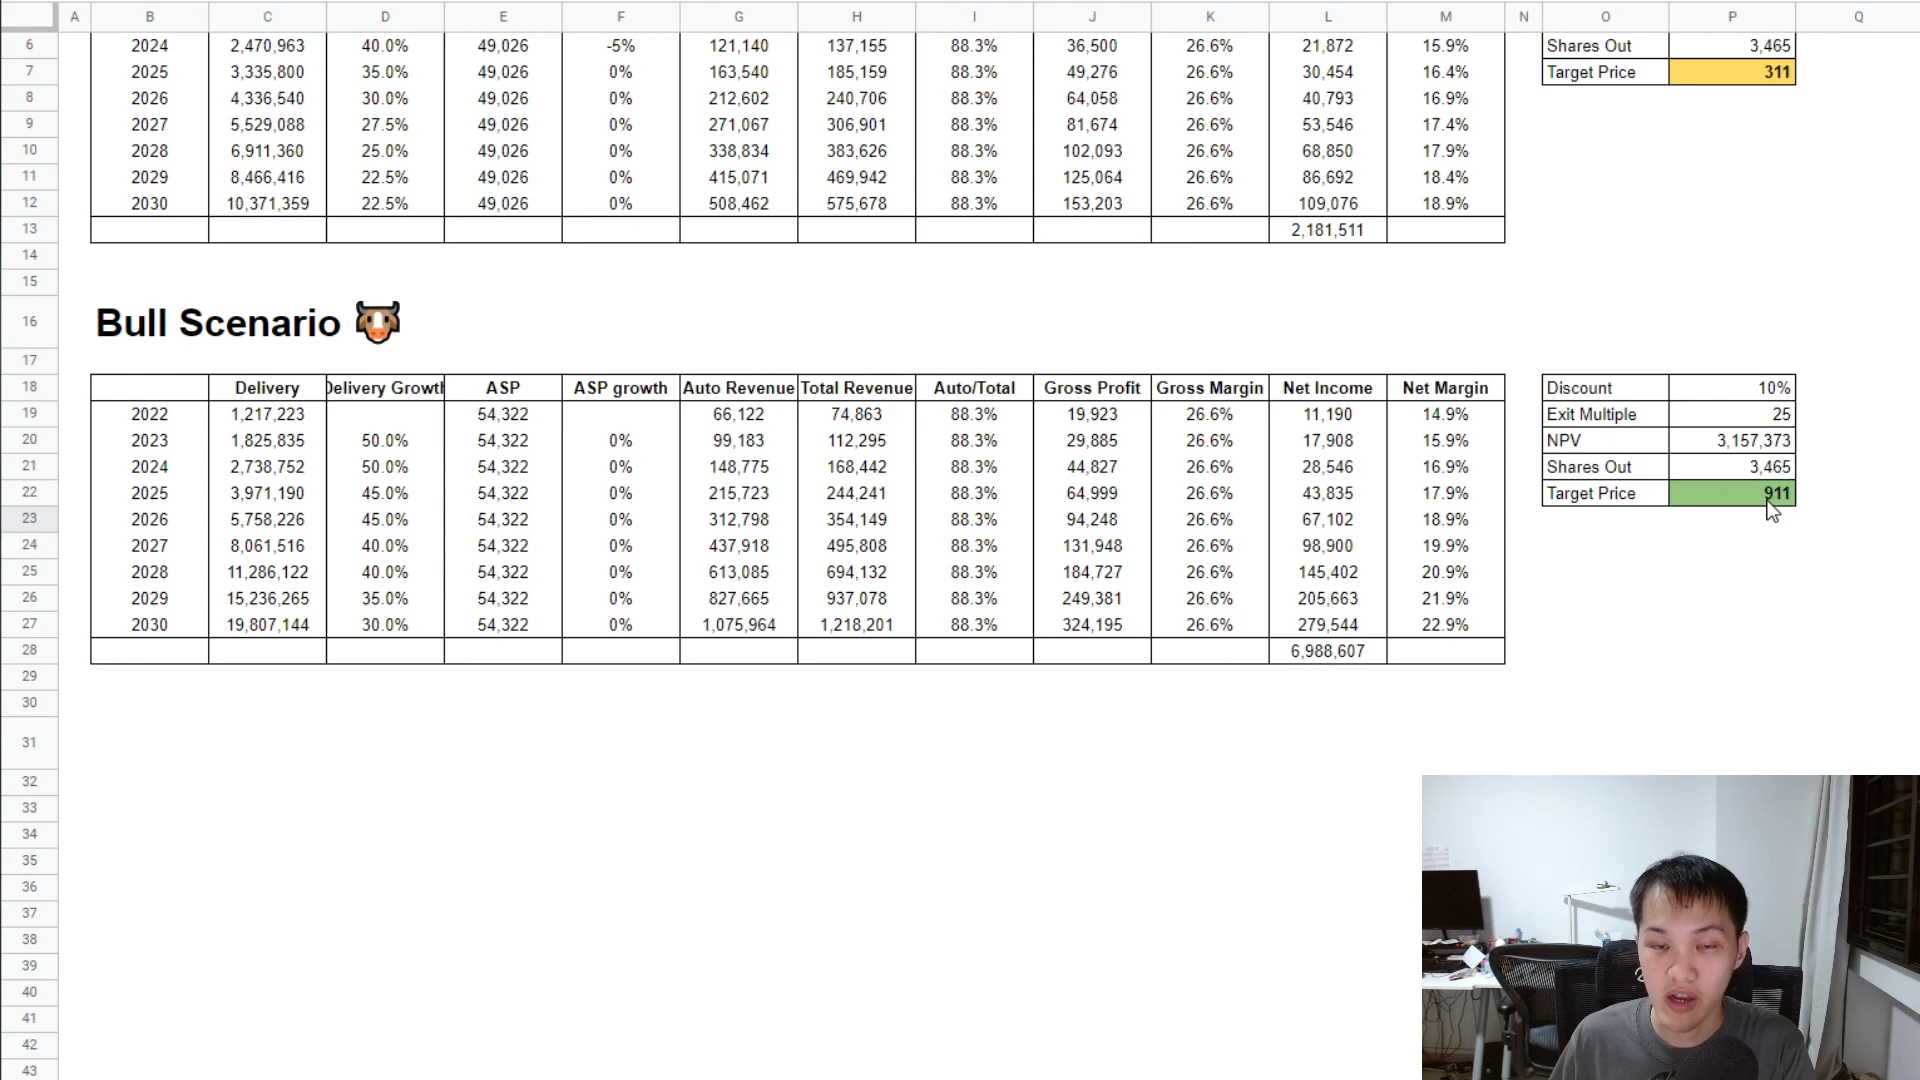 A B C D E F G H I J K L M N O P Q
6 2024 2,470,963 40.0% 49,026 -5% 121,140 137,155 88.3% 36,500 26.6% 21,872 15.9% Shares Out 3,465
7 2025 3,335,800 35.0% 49,026 0% 163,540 185,159 88.3% 49,276 26.6% 30,454 16.4% Target Price 311
8 2026 4,336,540 30.0% 49,026 0% 212,602 240,706 88.3% 64,058 26.6% 40,793 16.9%
9 2027 5,529,088 27.5% 49,026 0% 271,067 306,901 88.3% 81,674 26.6% 53,546 17.4%
10 2028 6,911,360 25.0% 49,026 0% 338,834 383,626 88.3% 102,093 26.6% 68,850 17.9%
11 2029 8,466,416 22.5% 49,026 0% 415,071 469,942 88.3% 125,064 26.6% 86,692 18.4%
12 2030 10,371,359 22.5% 49,026 0% 508,462 575,678 88.3% 153,203 26.6% 109,076 18.9%
13 2,181,511
14
15
16 Bull Scenario
17
18 Delivery Delivery Growth ASP ASP growth Auto Revenue Total Revenue Auto/Total Gross Profit Gross Margin Net Income Net Margin Discount 10%
19 2022 1,217,223 54,322 66,122 74,863 88.3% 19,923 26.6% 11,190 14.9% Exit Multiple 25
20 2023 1,825,835 50.0% 54,322 0% 99,183 112,295 88.3% 29,885 26.6% 17,908 15.9% NPV 3,157,373
21 2024 2,738,752 50.0% 54,322 0% 148,775 168,442 88.3% 44,827 26.6% 28,546 16.9% Shares Out 3,465
22 2025 3,971,190 45.0% 54,322 0% 215,723 244,241 88.3% 64,999 26.6% 43,835 17.9% Target Price 911
23 2026 5,758,226 45.0% 54,322 0% 312,798 354,149 88.3% 94,248 26.6% 67,102 18.9%
24 2027 8,061,516 40.0% 54,322 0% 437,918 495,808 88.3% 131,948 26.6% 98,900 19.9%
25 2028 11,286,122 40.0% 54,322 0% 613,085 694,132 88.3% 184,727 26.6% 145,402 20.9%
26 2029 15,236,265 35.0% 54,322 0% 827,665 937,078 88.3% 249,381 26.6% 205,663 21.9%
27 2030 19,807,144 30.0% 54,322 0% 1,075,964 1,218,201 88.3% 324,195 26.6% 279,544 22.9%
28 6,988,607
29
30
31
32
33
34
35
36
37
38
39
40
41
42
43